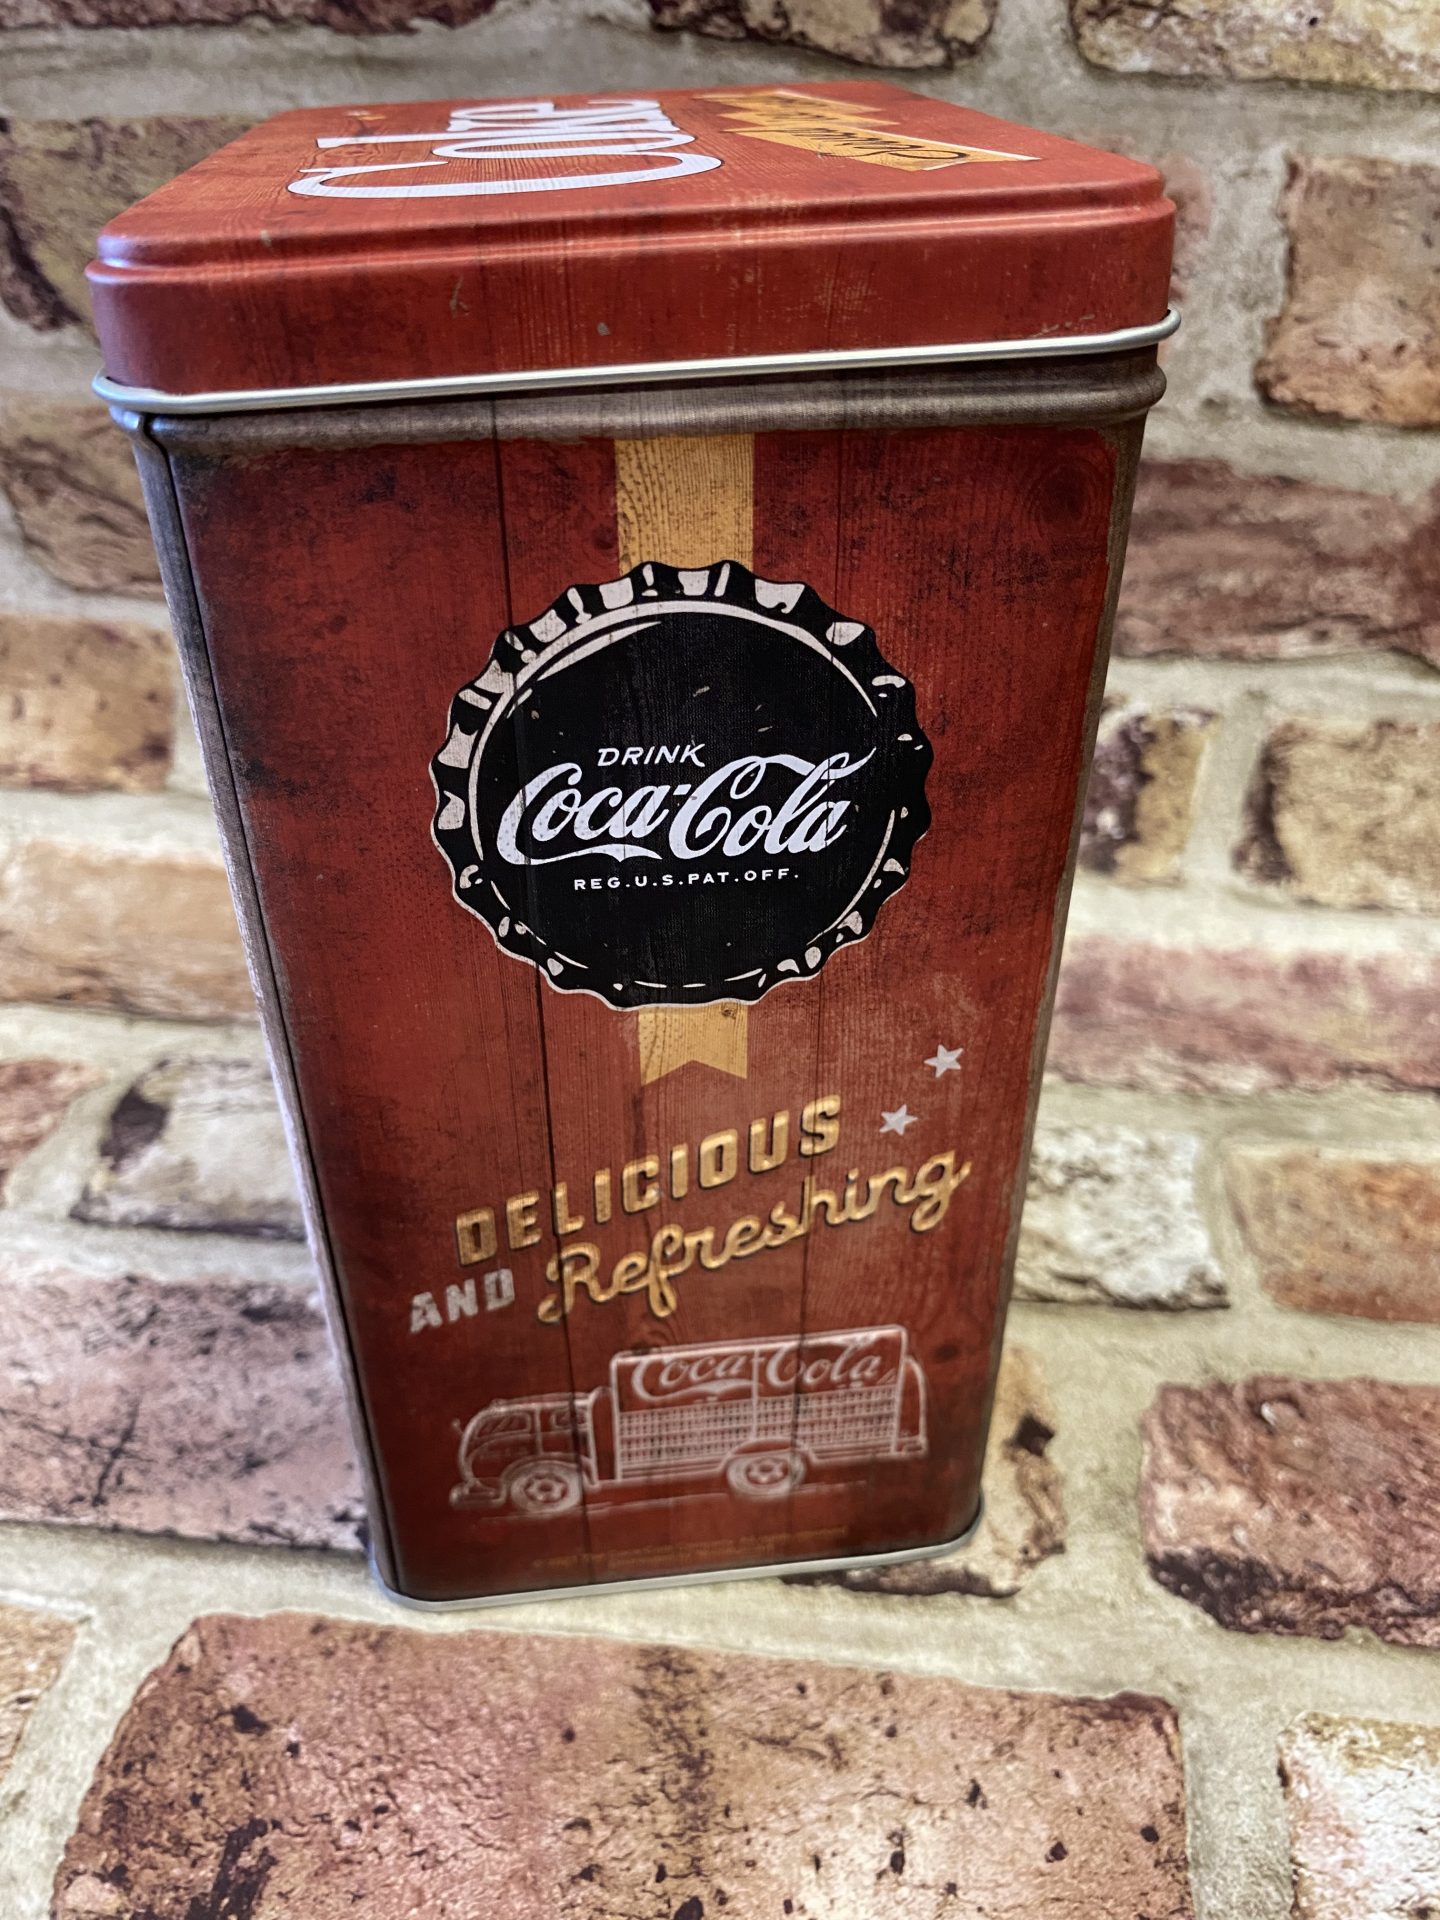 Coke
DRINK
Coca-Cola
REG.U.S.PAT.OFF.
DELICIOUS
AND Refreshing
Coca-Cola